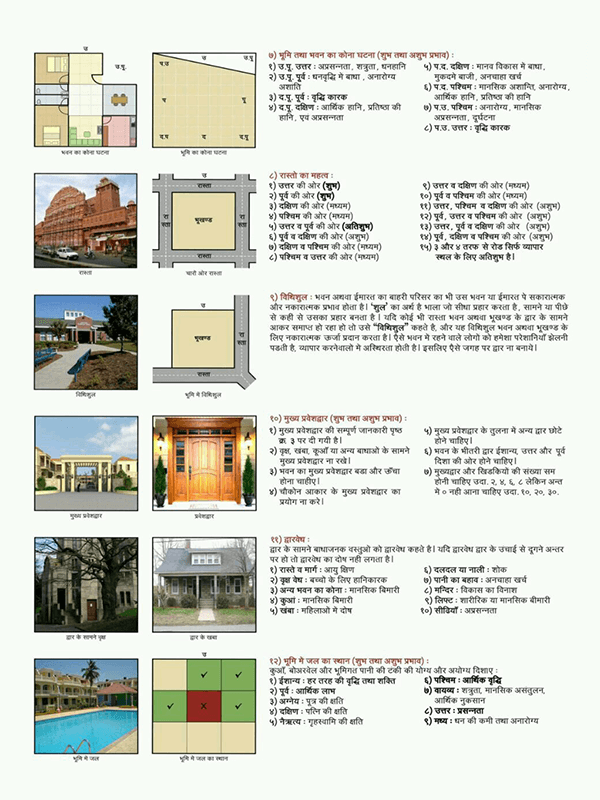 उ
उ.पू.
भवन का कोना घटना
उ
प.उ
उ.पू
प
पू
द.प
द
द.पू
भूमि का कोना घटना
७) भूमि तथा भवन का कोना घटना (शुभ तथा अशुभ प्रभाव) :
१) उ.पू. उत्तर : अप्रसन्नता, शत्रुता, धनहानि
२) उ.पू. पूर्व : धनवृद्धि मे बाधा , अनारोग्य
अशाति
३) द.पू. पूर्व : वृद्धि कारक
४) द.पू. दक्षिण : आर्थिक हानि, प्रतिष्ठा की
हानि, एव अप्रसन्नता
५) प.द. दक्षिण : मानव विकास मे बाधा,
मुकदमे बाजी, अनचाहा खर्च
६) प.द. पश्चिम : मानसिक अशान्ति, अनारोग्य,
आर्थिक हानि, प्रतिष्ठा की हानि
७) प.उ. पश्चिम : अनारोग्य, मानसिक
अप्रसन्नता, दुर्घटना
८) प.उ. उत्तर : वृद्धि कारक
रास्ता
रास्ता
रास्ता
भूखण्ड
रास्ता
रास्ता
चारों ओर रास्ता
८) रास्तो का महत्व :
१) उत्तर की ओर (शुभ)
२) पूर्व की ओर (शुभ)
३) दक्षिण की ओर (मध्यम)
४) पश्चिम की ओर (मध्यम)
५) उत्तर व पूर्व की ओर (अतिशुभ)
६) पूर्व व दक्षिण की ओर (अशुभ)
७) दक्षिण व पश्चिम की ओर (मध्यम)
८) पश्चिम व उत्तर की ओर (मध्यम)
९) उत्तर व दक्षिण की ओर (मध्यम)
१०) पूर्व व पश्चिम की ओर (मध्यम)
११) उत्तर, पश्चिम व दक्षिण की ओर (अशुभ)
१२) पूर्व, उत्तर व पश्चिम की ओर (अशुभ)
१३) उत्तर, पूर्व व दक्षिण की ओर (अशुभ)
१४) पूर्व, दक्षिण व पश्चिम की ओर (अशुभ)
१५) ३ और ४ तरफ से रोड सिर्फ व्यापार
स्थल के लिए अतिशुभ है।
विधिशुल
उ
भूखण्ड
रास्ता
भूमि मे विधिशुल
९) विधिशुल : भवन अथवा ईमारत का बाहरी परिसर का भी उस भवन या ईमारत पे सकारात्मक
और नकारात्मक प्रभाव होता है। 'शुल' का अर्थ है भाला जो सीधा प्रहार करता है , सामने या पीछे
से कहीं से उसका प्रहार बनता है । यदि कोई भी रास्ता भवन अथवा भूखण्ड के द्वार के सामने
आकर समाप्त हो रहा हो तो उसे "विधिशुल" कहते है, और यह विधिशुल भवन अथवा भूखण्ड के
लिए नकारात्मक ऊर्जा प्रदान करता है। ऐसे भवन मे रहने वाले लोगो को हमेशा परेशानियाँ झेलनी
पडती है, व्यापार करनेवालो मे अस्थिरता होती है। इसलिए ऐसे जगह पर द्वार ना बनाये।
मुख्य प्रवेशद्वार
प्रवेशद्वार
१०) मुख्य प्रवेशद्वार (शुभ तथा अशुभ प्रभाव) :
१) मुख्य प्रवेशद्वार की सम्पूर्ण जानकारी पृष्ठ
क्र. ३ पर दी गयी है।
२) वृक्ष, खंबा, कूआँ या अन्य बाधाओ के सामने
मुख्य प्रवेशद्वार ना रखे।
३) भवन का मुख्य प्रवेशद्वार बडा और ऊँचा
होना चाहीए।
४) चौकोन आकार के मुख्य प्रवेशद्वार का
प्रयोग ना करे।
५) मुख्य प्रवेशद्वार के तुलना मे अन्य द्वार छोटे
होने चाहिए।
६) भवन के भीतरी द्वार ईशान्य, उत्तर और पूर्व
दिशा की ओर होने चाहिए।
७) मुख्यद्वार और खिडकियों की संख्या सम
होनी चाहिए उदा. २, ४, ६, ८ लेकिन अन्त
मे ० नही आना चाहिए उदा. १०, २०, ३०.
द्वार के सामने वृक्ष
द्वार के खंबा
११) द्वारवेध :
द्वार के सामने बाधाजनक वस्तुओ को द्वारवेध कहते है। यदि द्वारवेध द्वार के उचाई से दूगने अन्तर
पर हो तो द्वारवेध का दोष नही लगता है।
१) रास्ते व मार्ग : आयु क्षिण
२) वृक्ष वेध : बच्चो के लिए हानिकारक
३) अन्य भवन का कोना : मानसिक बिमारी
४) कुआ : मानसिक बिमारी
५) खंबा : महिलाओ मे दोष
६) दलदल या नाली : शोक
७) पानी का बहाव : अनचाहा खर्च
८) मन्दिर : विकास का विनाश
९) लिफ्ट : शारीरिक या मानसिक बीमारी
१०) सीढियाँ : अप्रसन्नता
भूमि मे जल
उ
✓ ✓
✓ X ✓
भूमि मे जल का स्थान
१२) भूमि मे जल का स्थान (शुभ तथा अशुभ प्रभाव) :
कुआँ, बोअरवेल और भूमिगत पानी की टंकी की योग्य और अयोग्य दिशाए :
१) ईशान्य : हर तरह की वृद्धि तथा शक्ति
२) पूर्व : आर्थिक लाभ
३) अग्नेय : पुत्र की क्षति
४) दक्षिण : पत्नि की क्षति
५) नैऋत्य : गृहस्वामि की क्षति
६) पश्चिम : आर्थिक वृद्धि
७) वायव्य : शत्रुता, मानसिक असतुलन,
आर्थिक नुकसान
८) उत्तर : प्रसन्नता
९) मध्य : धन की कमी तथा अनारोग्य